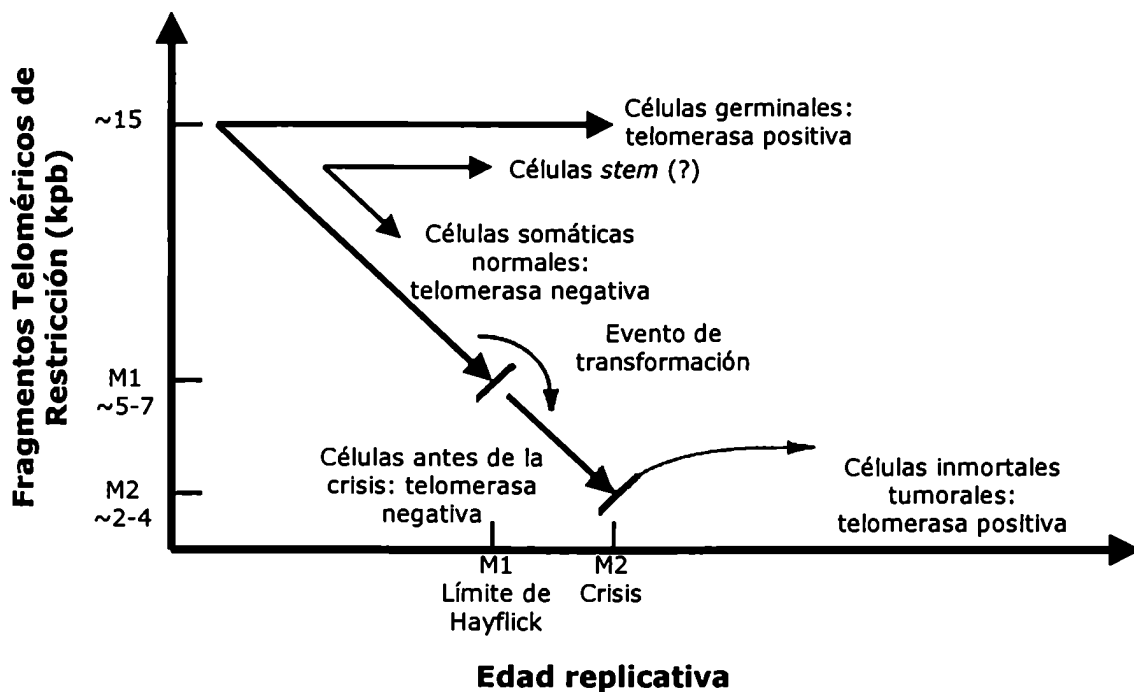 Fragmentos Teloméricos de
Restricción (kpb)
~15
M1
~5-7
M2
~2-4
Células germinales:
telomerasa positiva
Células stem (?)
Células somáticas
normales:
telomerasa negativa
Evento de
transformación
Células antes de la
crisis: telomerasa
negativa
Células inmortales
tumorales:
telomerasa positiva
M1
Límite de
Hayflick
M2
Crisis
Edad replicativa